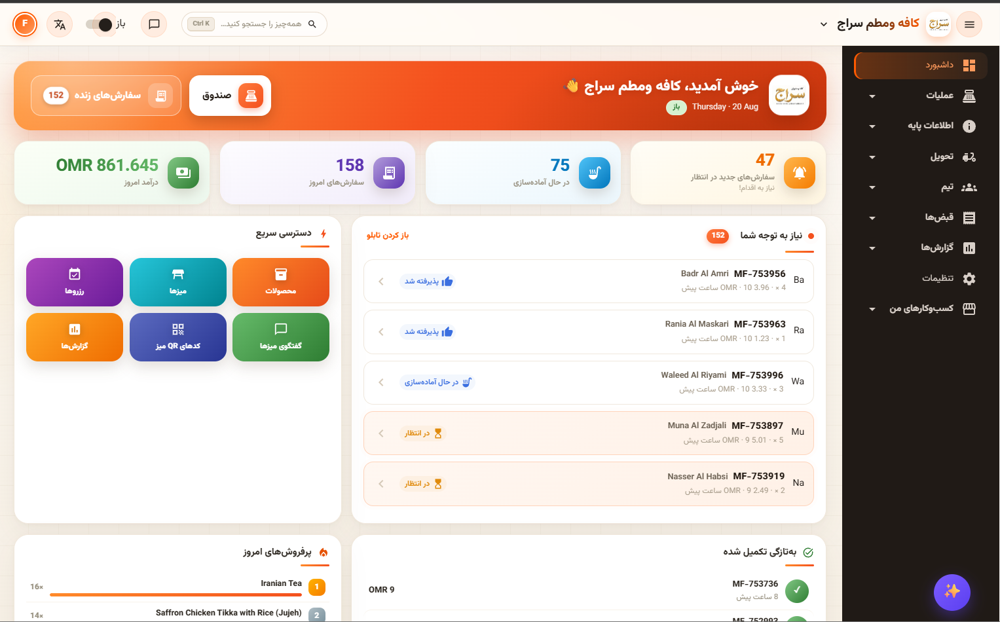 کافه ومطم سراج
همه‌چیز را جستجو کنید...
Ctrl K
باز
F
داشبورد
عملیات
اطلاعات پایه
تحویل
تیم
قبض‌ها
گزارش‌ها
تنظیمات
کسب‌وکارهای من
سراج
خوش آمدید، کافه ومطم سراج 👋
Thursday · 20 Aug
باز
صندوق
سفارش‌های زنده
152
47
سفارش‌های جدید در انتظار
نیاز به اقدام!
75
در حال آماده‌سازی
158
سفارش‌های امروز
OMR 861.645
درآمد امروز
نیاز به توجه شما
152
باز کردن تابلو
Ba
MF-753956
Badr Al Amri
4 × · OMR · 10 3.96 ساعت پیش
پذیرفته شد
Ra
MF-753963
Rania Al Maskari
1 × · OMR · 10 1.23 ساعت پیش
پذیرفته شد
Wa
MF-753996
Waleed Al Riyami
3 × · OMR · 10 3.33 ساعت پیش
در حال آماده‌سازی
Mu
MF-753897
Muna Al Zadjali
5 × · OMR · 9 5.01 ساعت پیش
در انتظار
Na
MF-753919
Nasser Al Habsi
2 × · OMR · 9 2.49 ساعت پیش
در انتظار
دسترسی سریع
محصولات
میزها
رزروها
گفتگوی میزها
کدهای QR میز
گزارش‌ها
به‌تازگی تکمیل شده
MF-753736
8 ساعت پیش
OMR 9
MF-752993
پرفروش‌های امروز
1
Iranian Tea
16×
2
Saffron Chicken Tikka with Rice (Jujeh)
14×